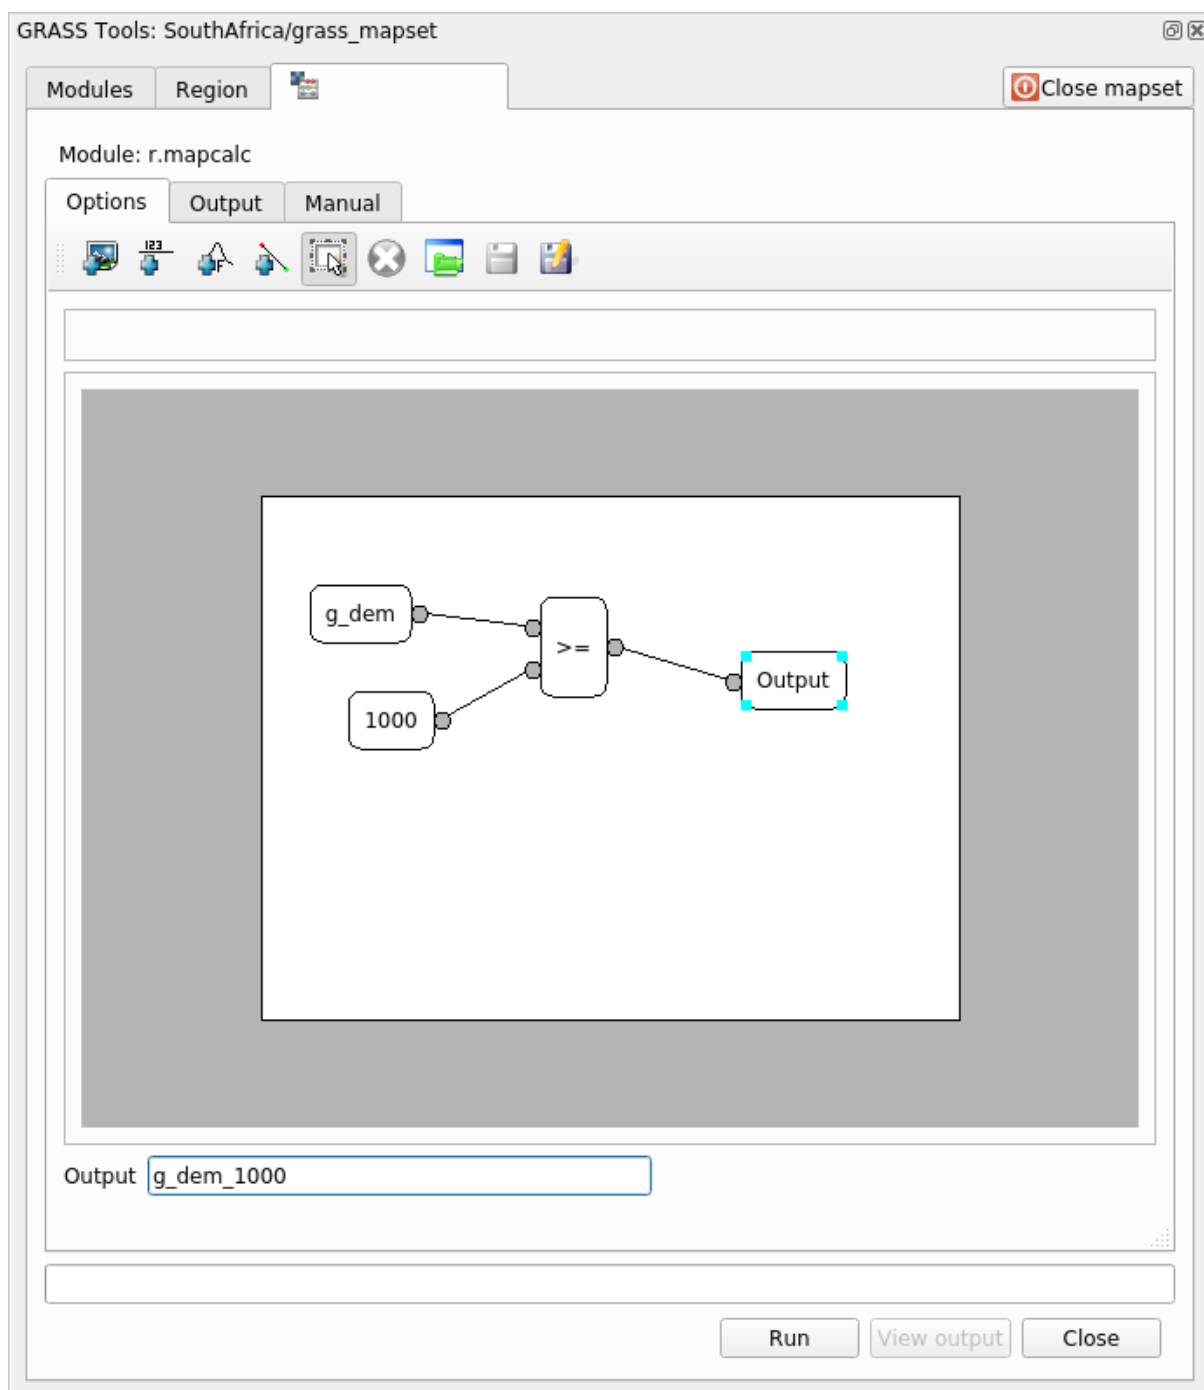 GRASS Tools: SouthAfrica/grass_mapset
Modules Region Close mapset
Module: r.mapcalc
Options Output Manual
123
F
g_dem
>=
Output
1000
Output g_dem_1000
Run View output Close